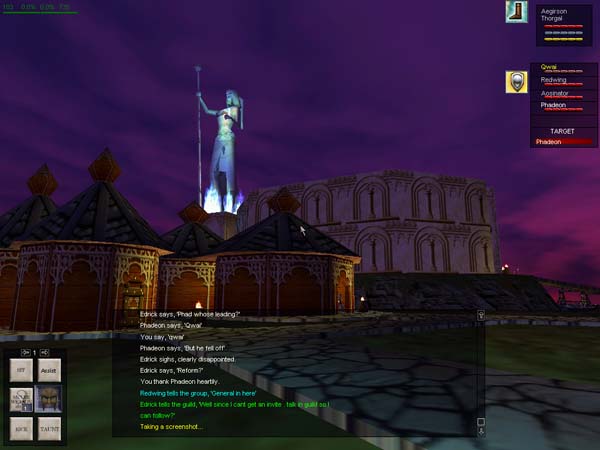 Aegirson
Thorgal
Qwai
Redwing
Aosinator
Phadeon
TARGET
Phadeon
Edrick says, 'Phad whose leading?'
Phadeon says, 'Qwai'
You say, 'qwai'
Phadeon says, 'But he fell off'
Edrick sighs, clearly disappointed.
Edrick says, 'Reform?'
You thank Phadeon heartily.
Redwing tells the group, 'General in here'
Edrick tells the guild, 'Well since I cant get an invite . talk in guild so I
can follow?'
Taking a screenshot...
1
SIT
Assist
KICK
TAUNT